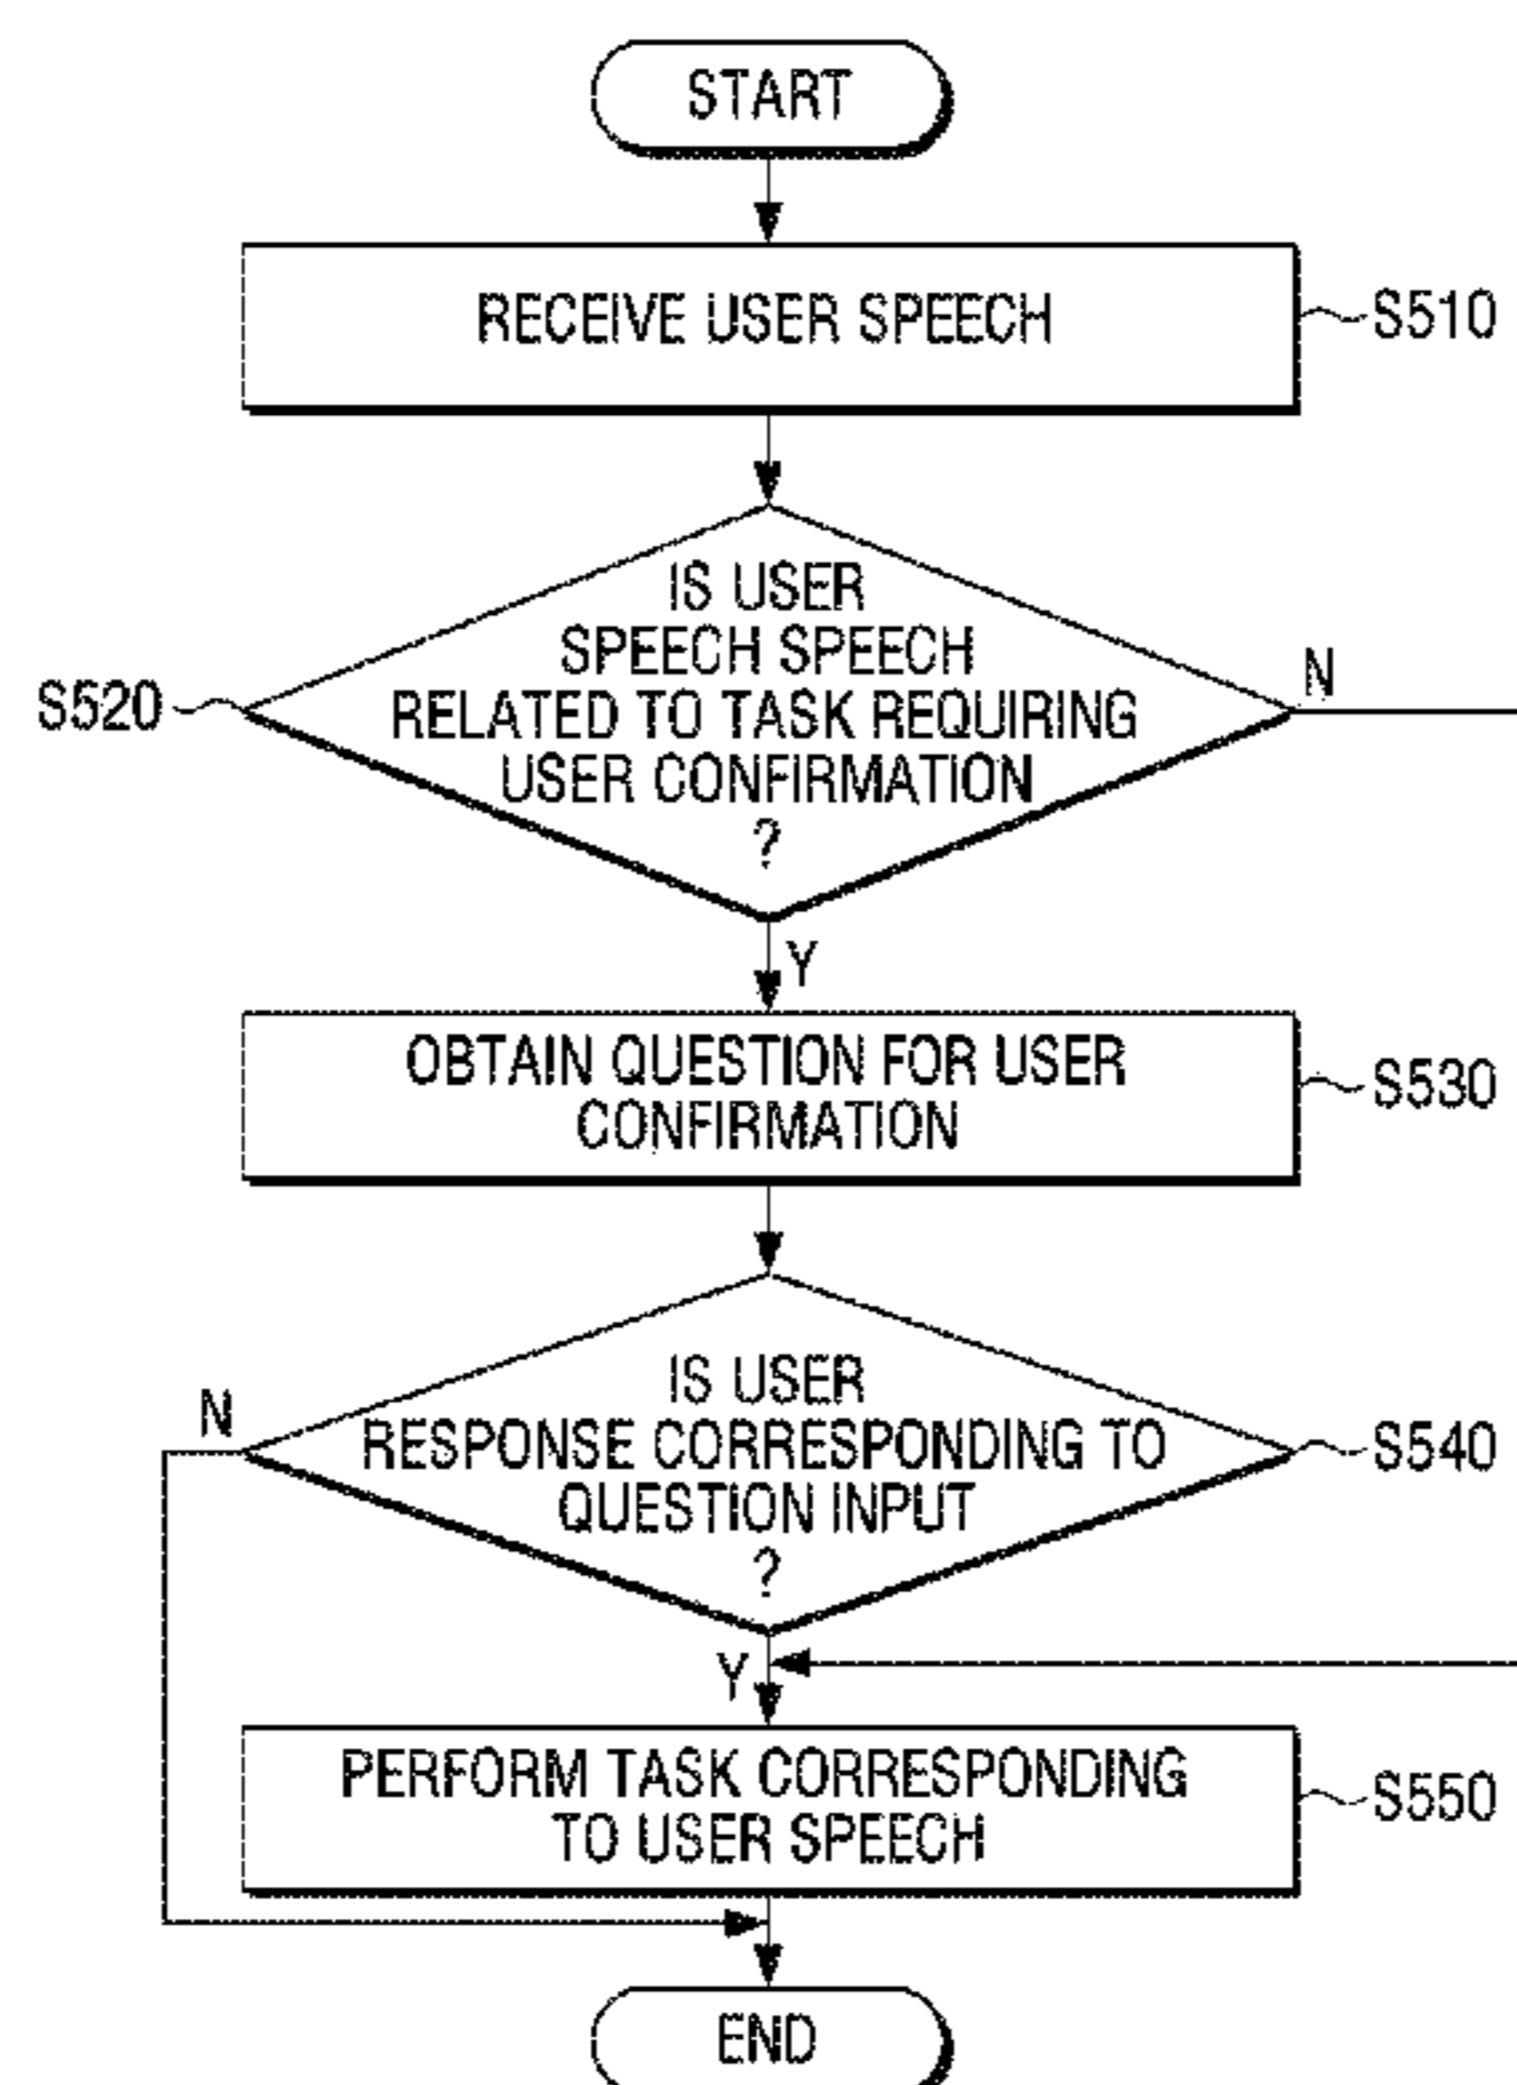 START
RECEIVE USER SPEECH
S510
IS USER
SPEECH SPEECH
RELATED TO TASK REQUIRING
USER CONFIRMATION
?
S520
N
Y
OBTAIN QUESTION FOR USER
CONFIRMATION
S530
IS USER
RESPONSE CORRESPONDING TO
QUESTION INPUT
?
N
S540
Y
PERFORM TASK CORRESPONDING
TO USER SPEECH
S550
END